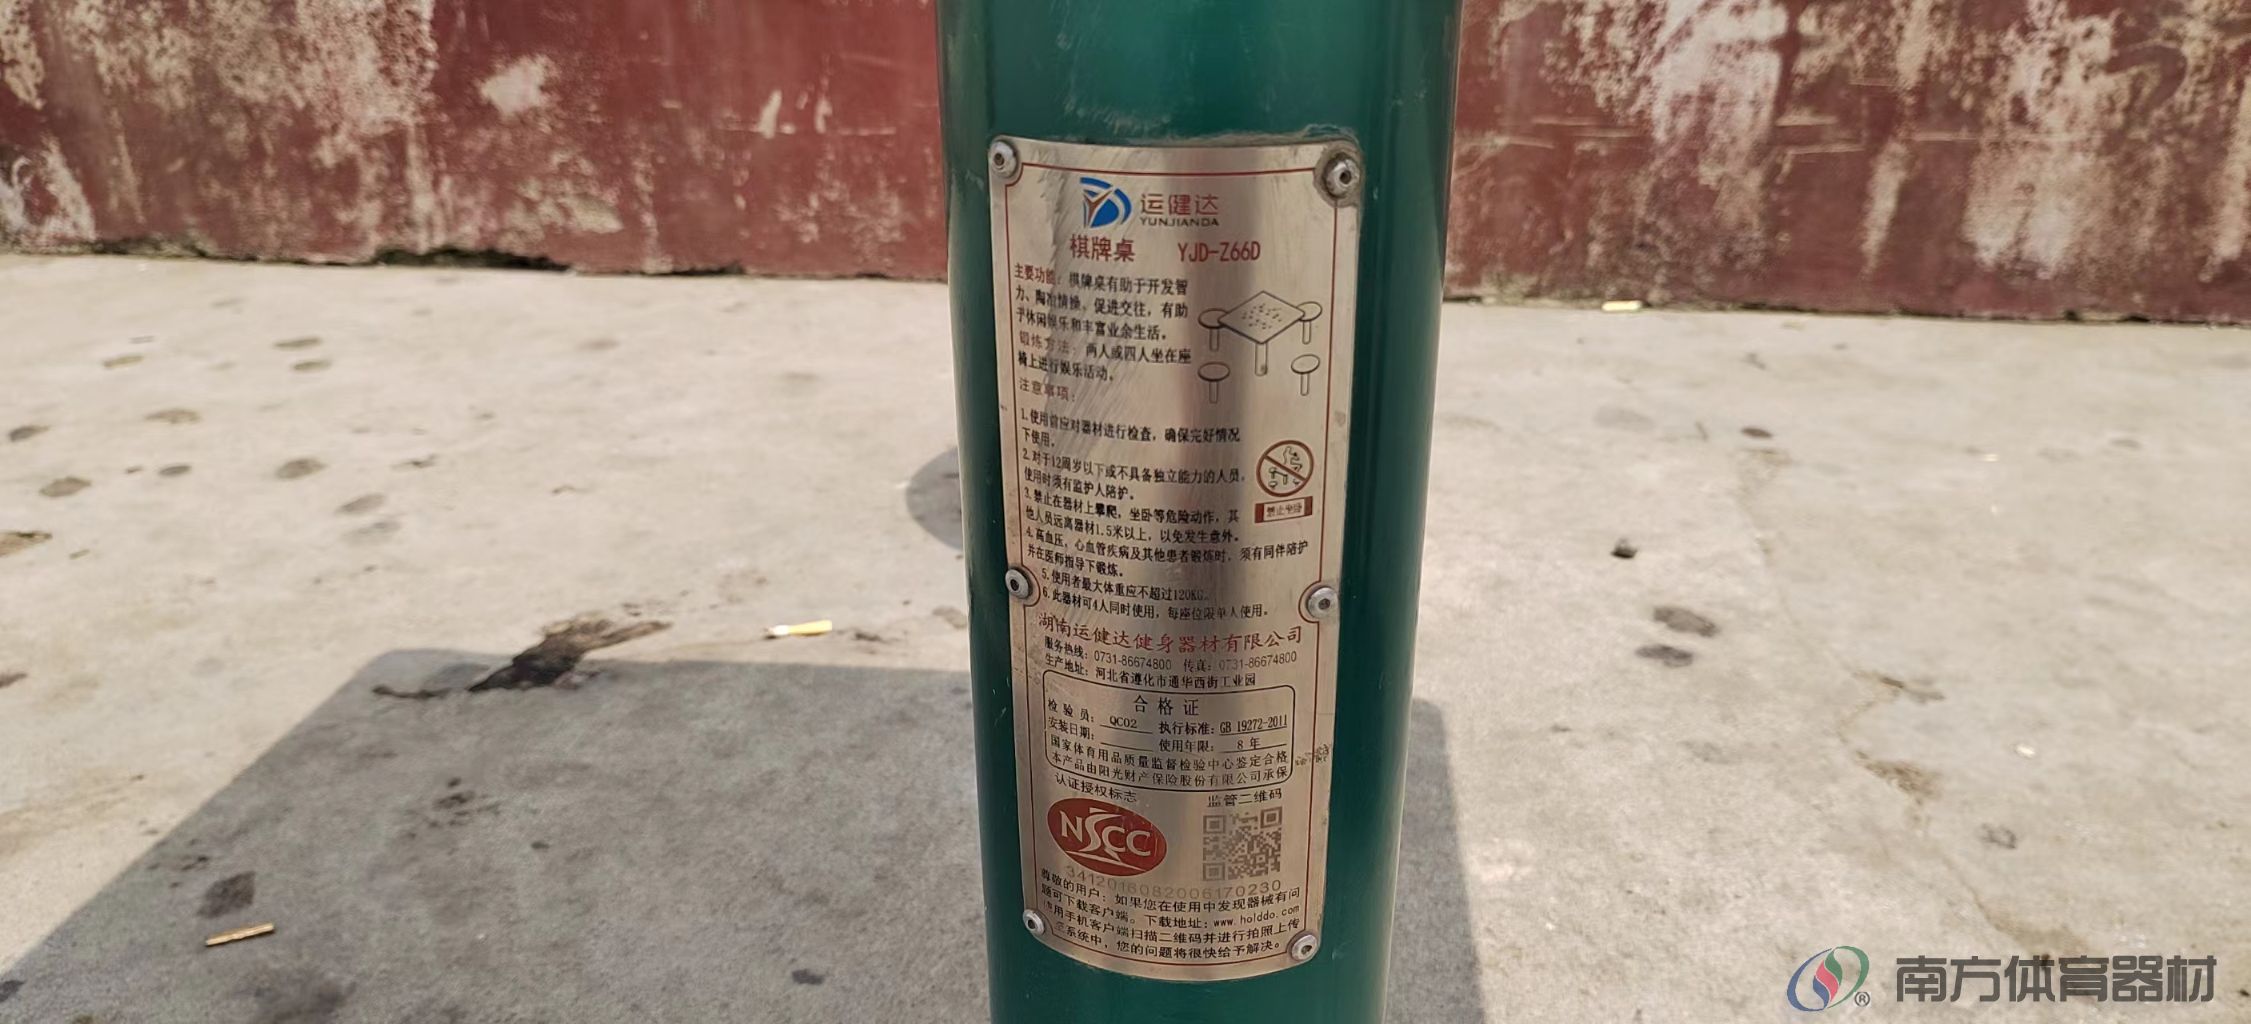 运健达
YUNJIANDA
棋牌桌 YJD-Z66D
主要功能：棋牌桌有助于开发智
力、陶冶情操、促进交往，有助
于休闲娱乐和丰富业余生活。
锻炼方法：两人或四人坐在座
椅上进行娱乐活动。
注意事项：
1.使用前应对器材进行检查，确保完好情况
下使用。
2.对于12周岁以下或不具备独立能力的人员，
使用时须有监护人陪护。
3.禁止在器材上攀爬，坐卧等危险动作，其
他人员远离器材1.5米以上，以免发生意外。
4.高血压，心血管疾病及其他患者锻炼时，须有同伴陪护
并在医师指导下锻炼。
5.使用者最大体重应不超过120KG。
6.此器材可4人同时使用，每座位限单人使用。
禁止坐卧
湖南运健达健身器材有限公司
服务热线：0731-86674800 传真：0731-86674800
生产地址：河北省遵化市通华西街工业园
合格证
检验员：QC02 执行标准：GB 19272-2011
安装日期： 使用年限：8 年
国家体育用品质量监督检验中心鉴定合格
本产品由阳光财产保险股份有限公司承保
认证授权标志 监管二维码
NSCC
3412016082006170230
尊敬的用户：如果您在使用中发现器械有问
题可下载客户端。下载地址：www.holddo.com
使用手机客户端扫描二维码并进行拍照上传
至系统中，您的问题将很快给予解决。
® 南方体育器材